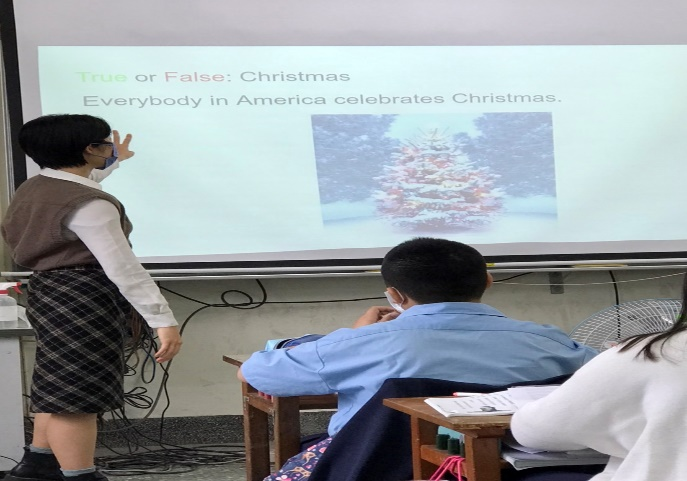 True or False: Christmas
Everybody in America celebrates Christmas.